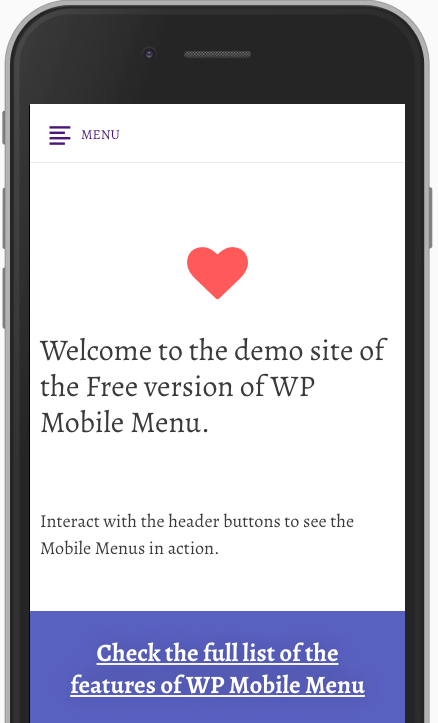 MENU
Welcome to the demo site of
the Free version of WP
Mobile Menu.
Interact with the header buttons to see the
Mobile Menus in action.
Check the full list of the
features of WP Mobile Menu